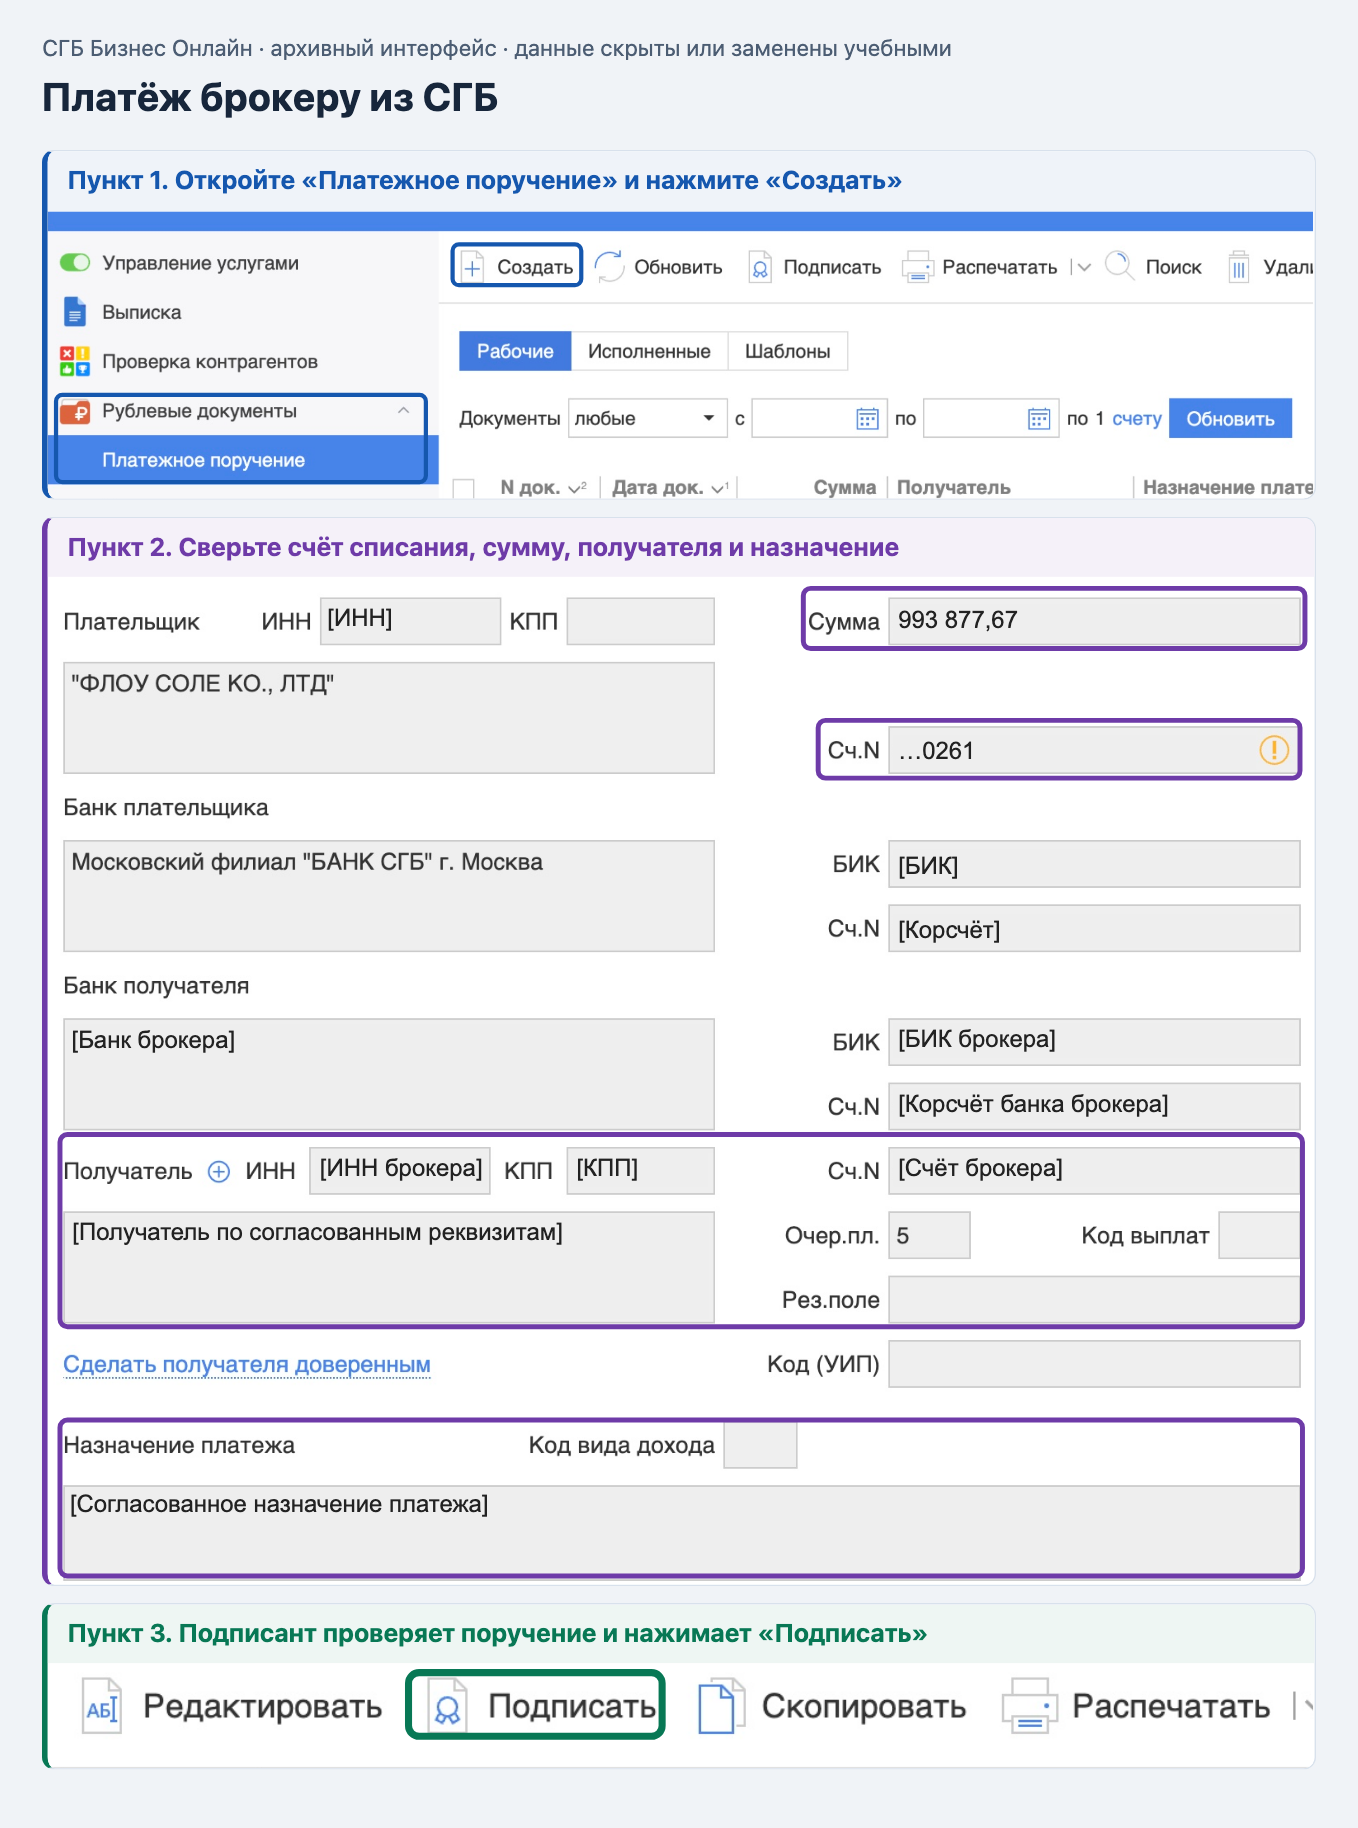 СГБ Бизнес Онлайн · архивный интерфейс · данные скрыты или заменены учебными
Платёж брокеру из СГБ
Пункт 1. Откройте «Платежное поручение» и нажмите «Создать»
Управление услугами
Выписка
Проверка контрагентов
Рублевые документы
Платежное поручение
Создать Обновить Подписать Распечатать Поиск Удали
Рабочие Исполненные Шаблоны
Документы любые с по по 1 счету Обновить
N док. 2 Дата док. 1 Сумма Получатель Назначение плате
Пункт 2. Сверьте счёт списания, сумму, получателя и назначение
Плательщик ИНН [ИНН] КПП Сумма 993 877,67
"ФЛОУ СОЛЕ КО., ЛТД"
Сч.N ...0261
Банк плательщика
Московский филиал "БАНК СГБ" г. Москва БИК [БИК]
Сч.N [Корсчёт]
Банк получателя
[Банк брокера] БИК [БИК брокера]
Сч.N [Корсчёт банка брокера]
Получатель ИНН [ИНН брокера] КПП [КПП] Сч.N [Счёт брокера]
[Получатель по согласованным реквизитам] Очер.пл. 5 Код выплат
Рез.поле
Сделать получателя доверенным Код (УИП)
Назначение платежа Код вида дохода
[Согласованное назначение платежа]
Пункт 3. Подписант проверяет поручение и нажимает «Подписать»
АБ Редактировать Подписать Скопировать Распечатать